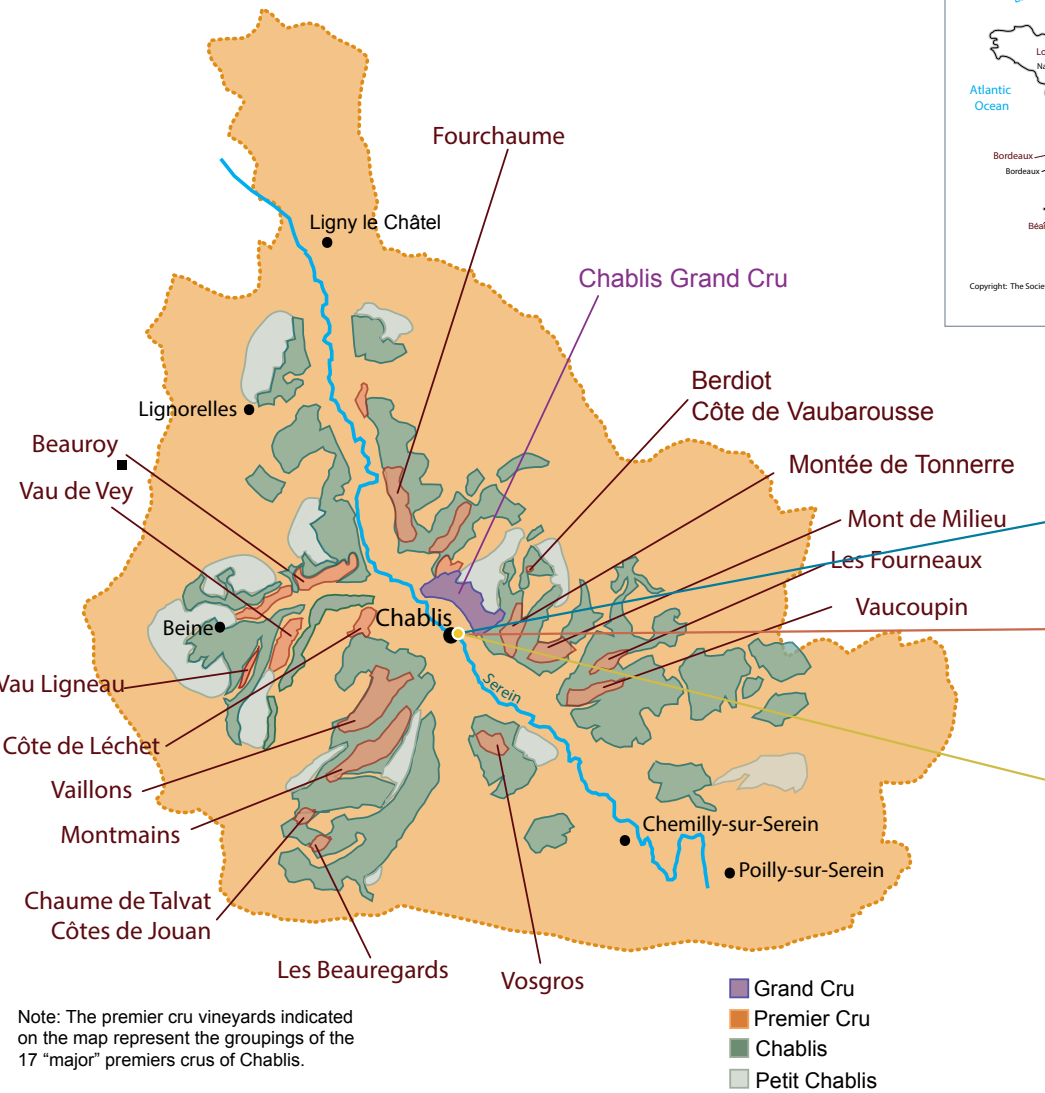 Atlantic
Ocean
Bordeaux
Bordeaux
Copyright: The Socie
Fourchaume
Ligny le Châtel
Chablis Grand Cru
Berdiot
Côte de Vaubarousse
Lignorelles
Beauroy
Montée de Tonnerre
Vau de Vey
Mont de Milieu
Les Fourneaux
Vaucoupin
Chablis
Beine
Vau Ligneau
Serein
Côte de Léchet
Vaillons
Montmains
Chemilly-sur-Serein
Poilly-sur-Serein
Chaume de Talvat
Côtes de Jouan
Les Beauregards
Vosgros
Note: The premier cru vineyards indicated
on the map represent the groupings of the
17 “major” premiers crus of Chablis.
Grand Cru
Premier Cru
Chablis
Petit Chablis